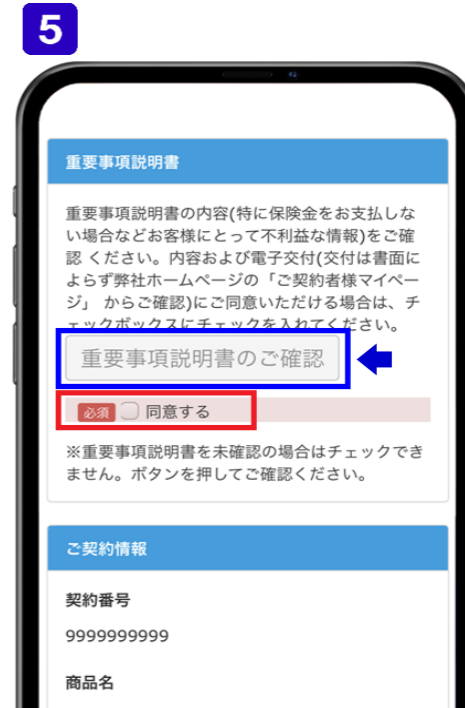 5
重要事項説明書
重要事項説明書の内容(特に保険金をお支払しな
い場合などお客様にとって不利益な情報)をご確
認 ください。内容および電子交付(交付は書面に
よらず弊社ホームページの「ご契約者様マイペー
ジ」 からご確認)にご同意いただける場合は、チ
ェックボックスにチェックを入れてください。
重要事項説明書のご確認
必須 同意する
※重要事項説明書を未確認の場合はチェックでき
ません。ボタンを押してご確認ください。
ご契約情報
契約番号
9999999999
商品名